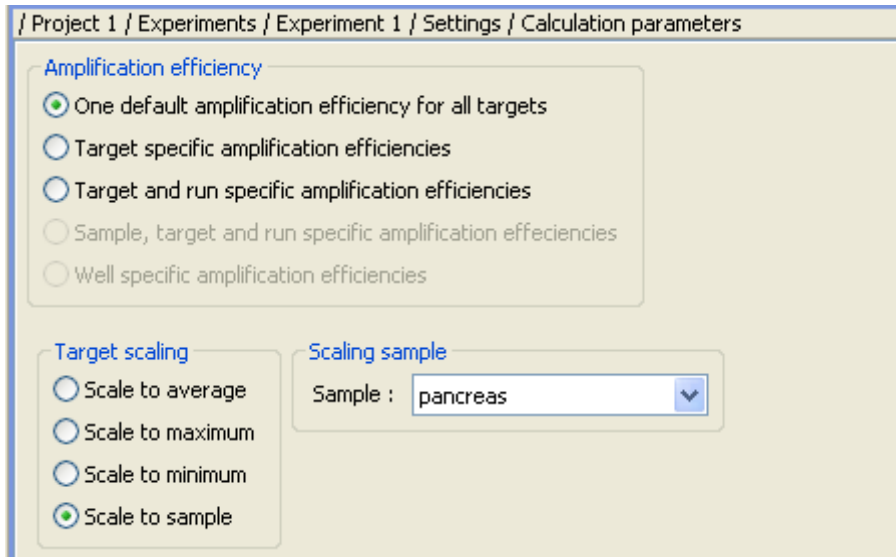 / Project 1 / Experiments / Experiment 1 / Settings / Calculation parameters
Amplification efficiency
One default amplification efficiency for all targets
Target specific amplification efficiencies
Target and run specific amplification efficiencies
Sample, target and run specific amplification effeciencies
Well specific amplification efficiencies
Target scaling
Scale to average
Scale to maximum
Scale to minimum
Scale to sample
Scaling sample
Sample : pancreas